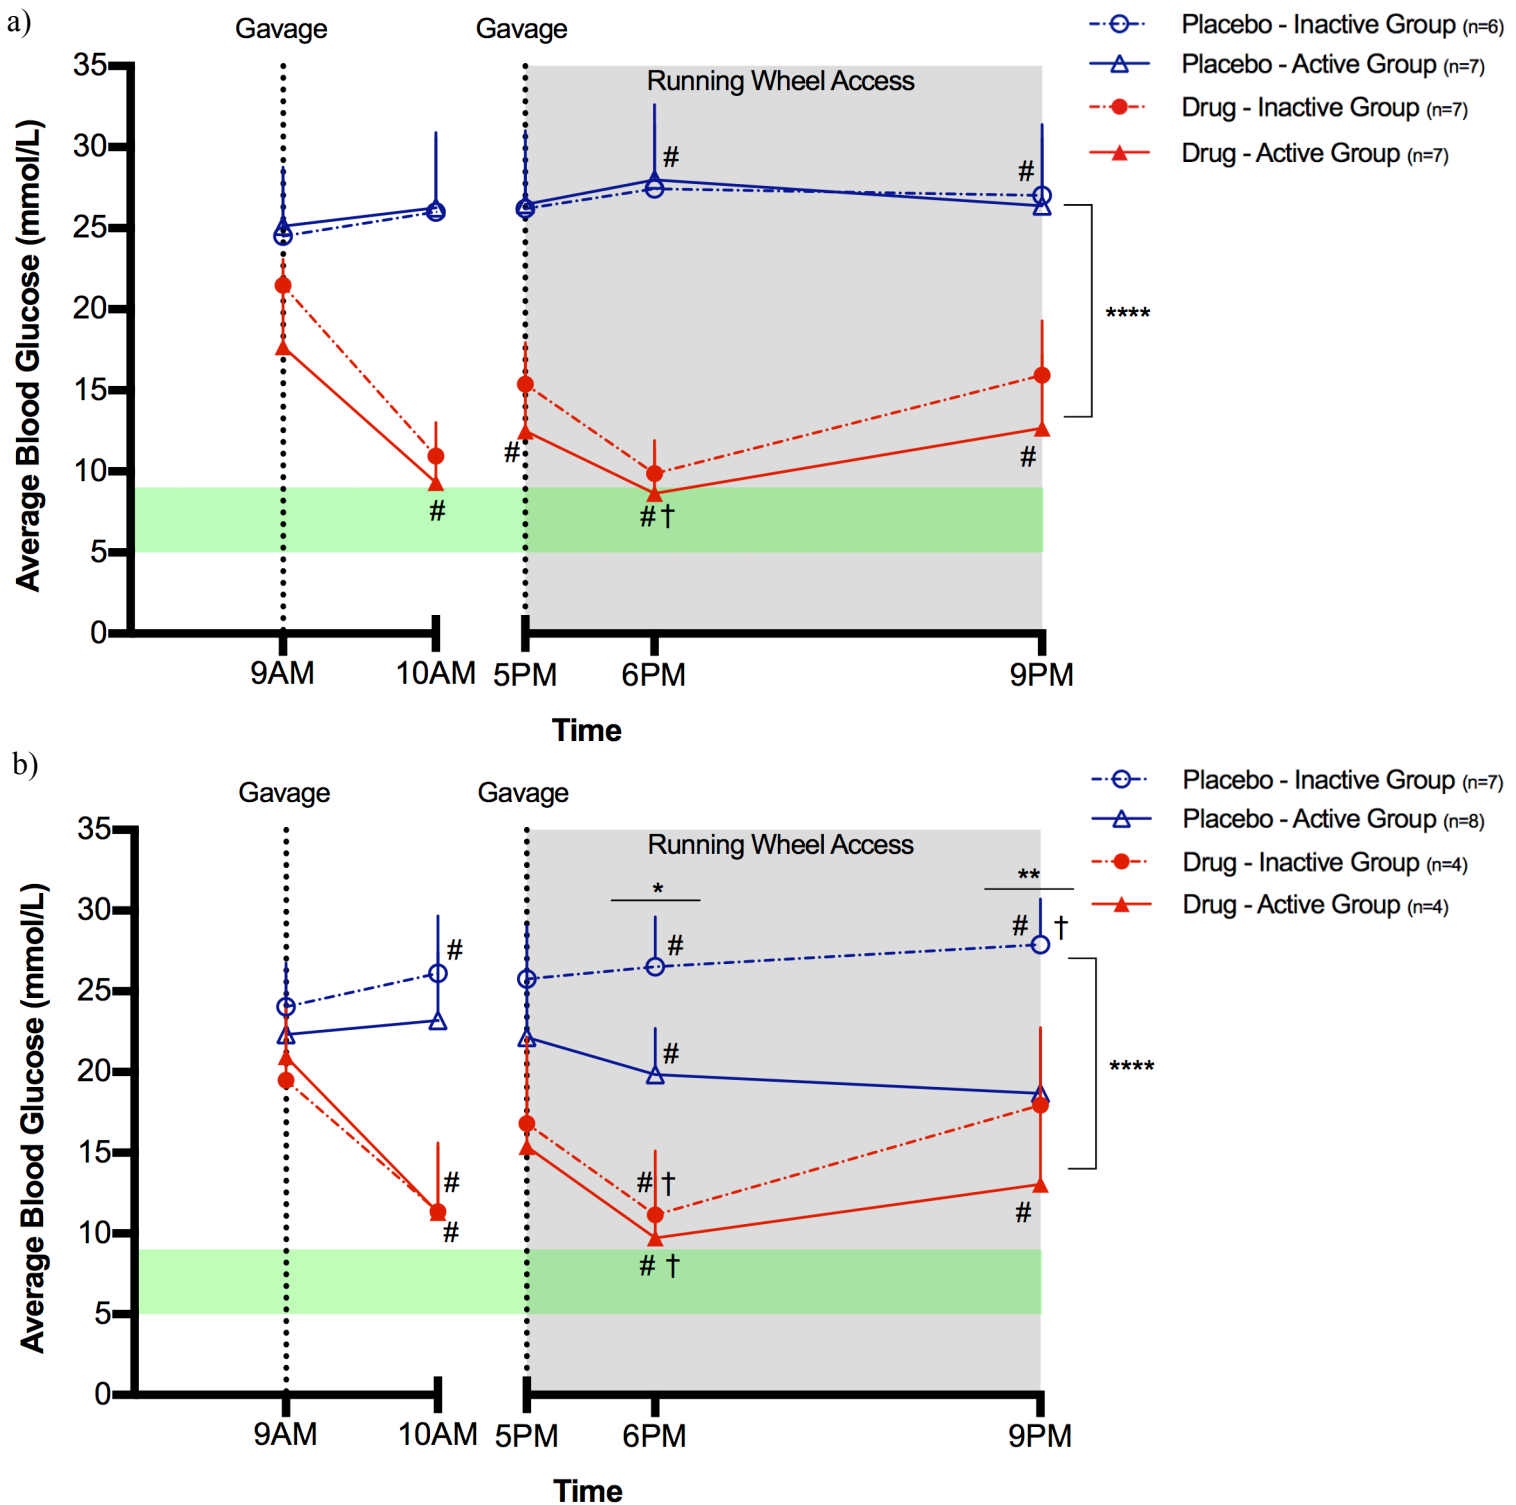 a)
Gavage
Gavage
Running Wheel Access
Placebo - Inactive Group (n=6)
Placebo - Active Group (n=7)
Drug - Inactive Group (n=7)
Drug - Active Group (n=7)
Average Blood Glucose (mmol/L)
35
30
25
20
15
10
5
0
#
#
****
#
#
#†
#
9AM
10AM
5PM
6PM
9PM
Time
b)
Gavage
Gavage
Running Wheel Access
Placebo - Inactive Group (n=7)
Placebo - Active Group (n=8)
Drug - Inactive Group (n=4)
Drug - Active Group (n=4)
Average Blood Glucose (mmol/L)
35
30
25
20
15
10
5
0
*
**
#
#
# †
#
****
#
#
# †
# †
#
9AM
10AM
5PM
6PM
9PM
Time